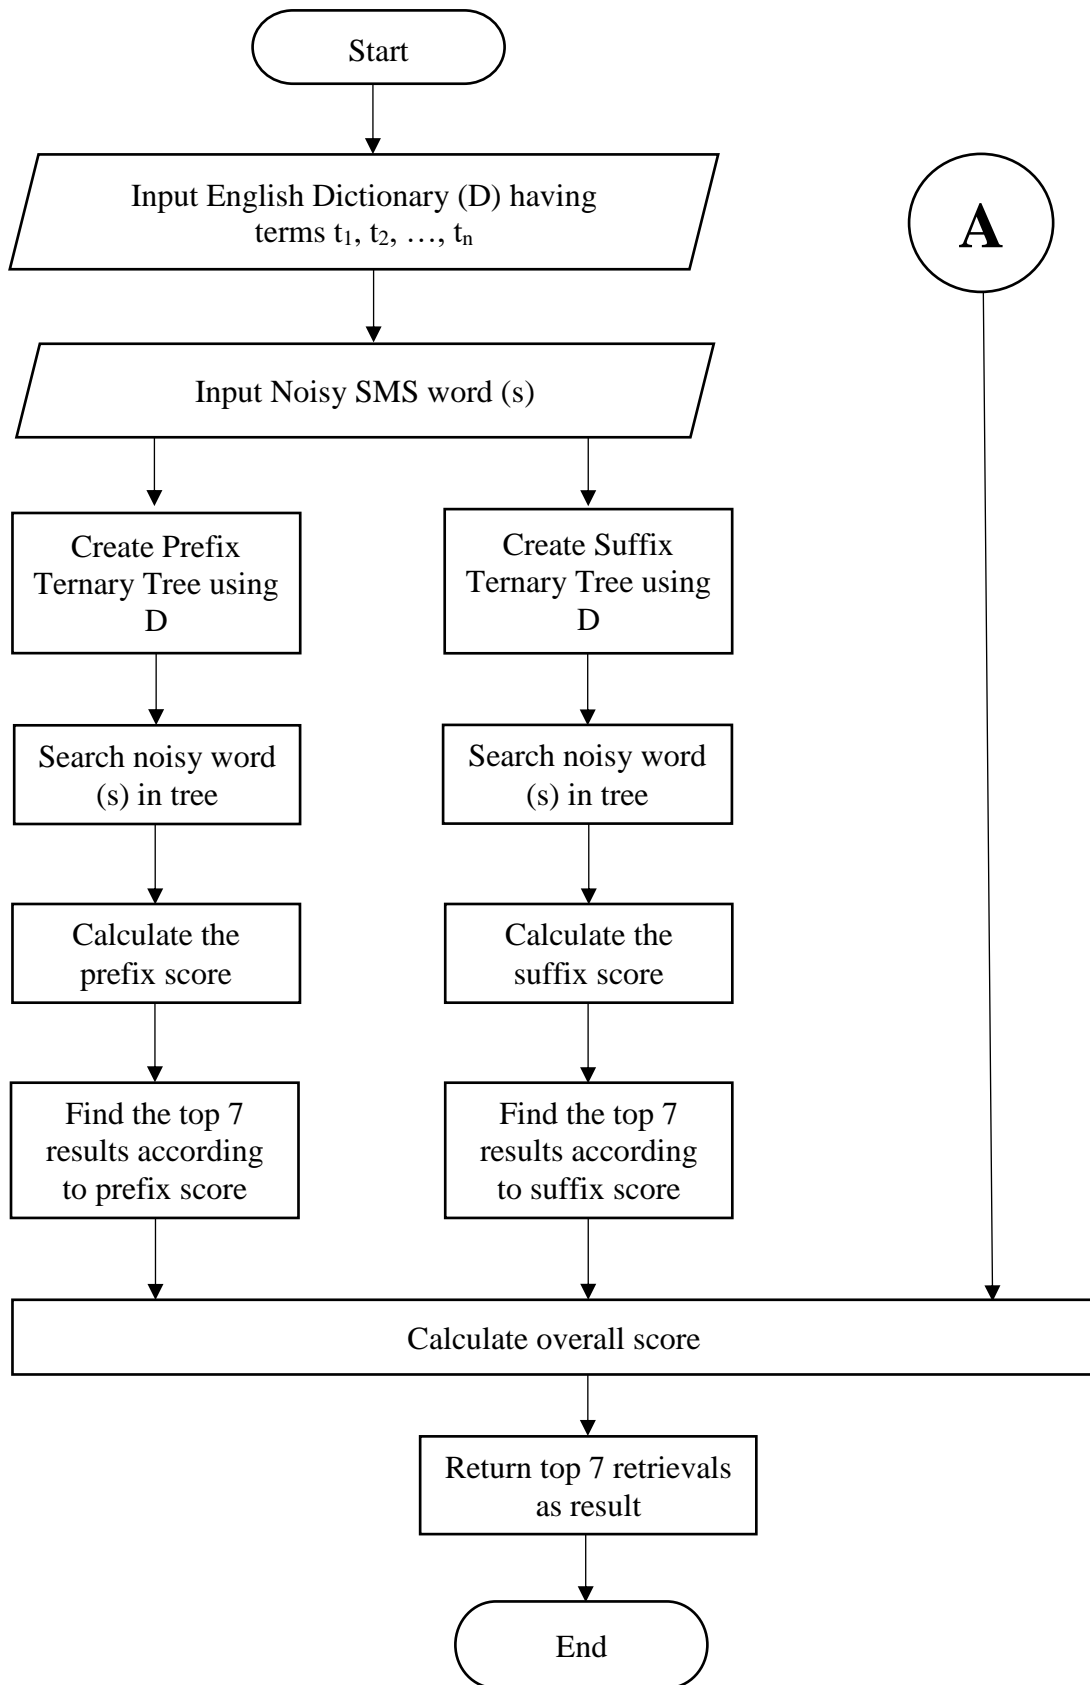 Start
Input English Dictionary (D) having
terms t₁, t₂, …, tₙ
A
Input Noisy SMS word (s)
Create Prefix
Ternary Tree using
D
Create Suffix
Ternary Tree using
D
Search noisy word
(s) in tree
Search noisy word
(s) in tree
Calculate the
prefix score
Calculate the
suffix score
Find the top 7
results according
to prefix score
Find the top 7
results according
to suffix score
Calculate overall score
Return top 7 retrievals
as result
End